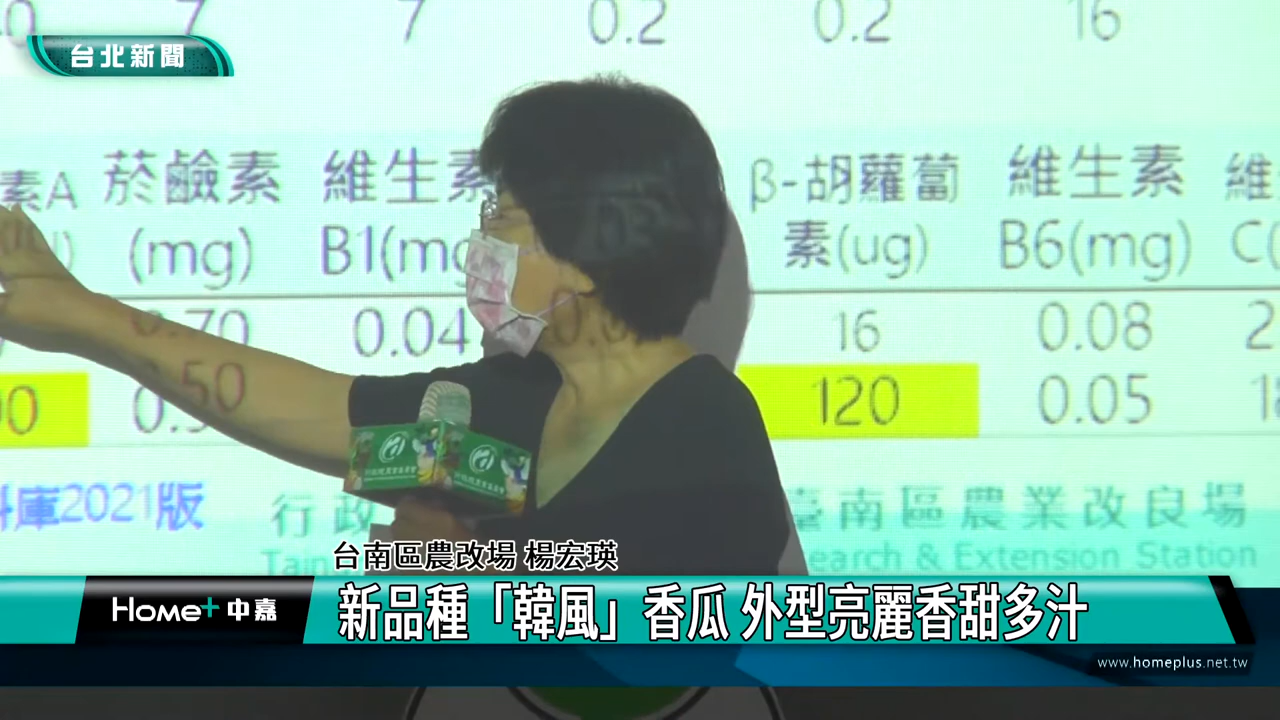 7 7 0.2 0.2 16
台北新聞
素A 菸鹼素 維生素 β-胡蘿蔔 維生素 維
(mg) B1(mg 素(ug) B6(mg) C(
0.70 0.04 16 0.08 2
0.50 120 0.05 1
庫2021版 行政 臺南區農業改良場
earch & Extension Station
台南區農改場 楊宏瑛
Home+中嘉 新品種「韓風」香瓜 外型亮麗香甜多汁
www.homeplus.net.tw